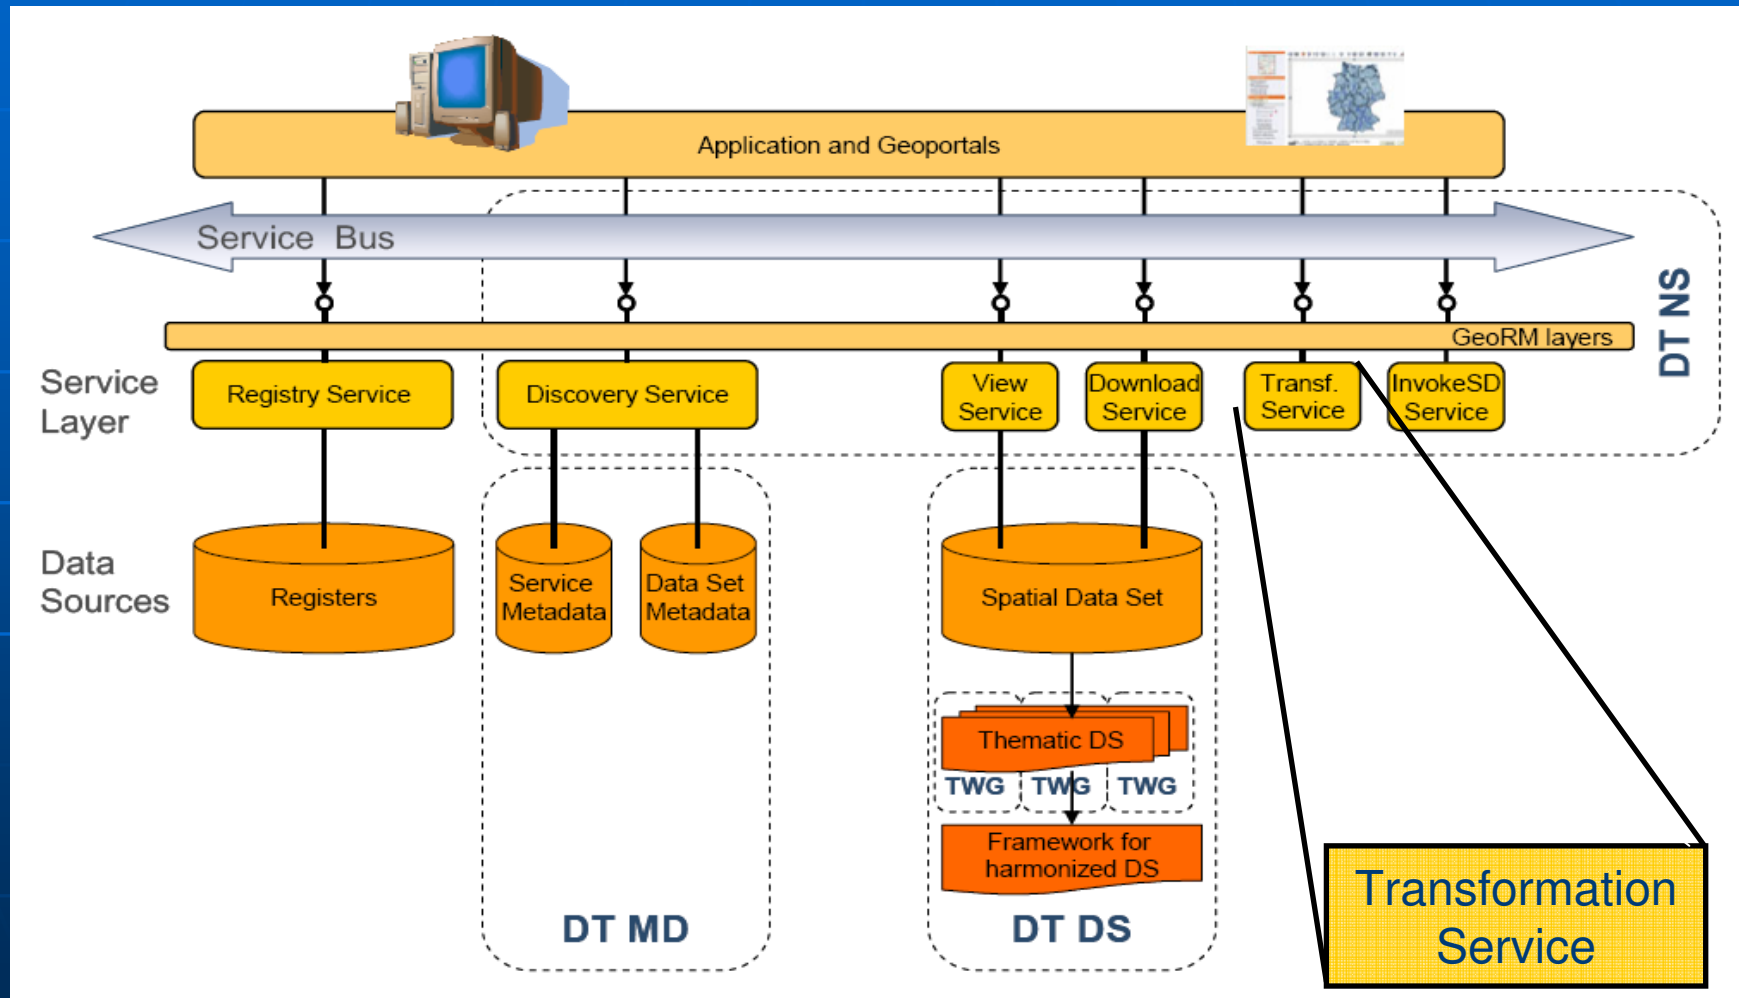 Application and Geoportals
Service Bus
DT NS
GeoRM layers
Service
Layer
Registry Service
Discovery Service
View
Service
Download
Service
Transf.
Service
InvokeSD
Service
Data
Sources
Registers
Service
Metadata
Data Set
Metadata
Spatial Data Set
Thematic DS
TWG TWG TWG
Framework for
harmonized DS
DT MD
DT DS
Transformation
Service